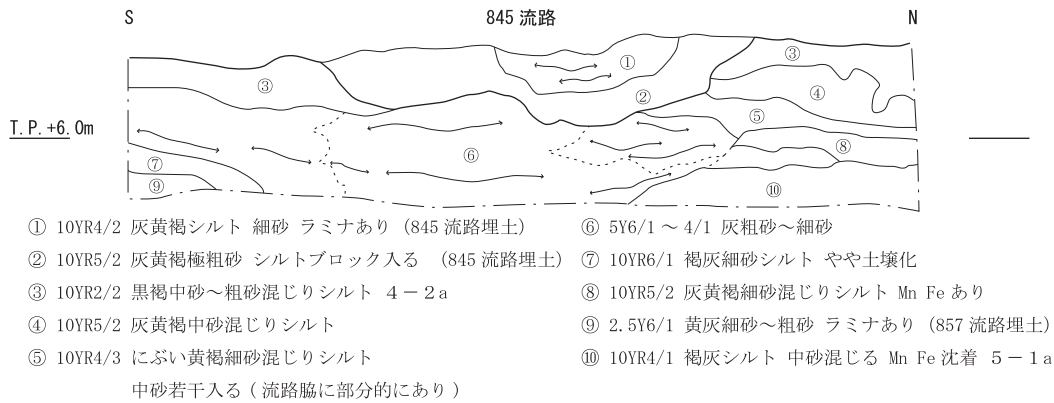 S 845 流路 N
① ③ ③ ② ④ ⑤
T.P.+6.0m
⑥ ⑧ ⑦ ⑨ ⑩
① 10YR4/2 灰黄褐シルト 細砂 ラミナあり (845 流路埋土)
② 10YR5/2 灰黄褐極粗砂 シルトブロック入る (845 流路埋土)
③ 10YR2/2 黒褐中砂～粗砂混じりシルト 4－2a
④ 10YR5/2 灰黄褐中砂混じりシルト
⑤ 10YR4/3 にぶい黄褐細砂混じりシルト
中砂若干入る ( 流路脇に部分的にあり )
⑥ 5Y6/1 ～ 4/1 灰粗砂～細砂
⑦ 10YR6/1 褐灰細砂シルト やや土壌化
⑧ 10YR5/2 灰黄褐細砂混じりシルト Mn Feあり
⑨ 2.5Y6/1 黄灰細砂～粗砂 ラミナあり (857 流路埋土)
⑩ 10YR4/1 褐灰シルト 中砂混じる Mn Fe 沈着 5－1a